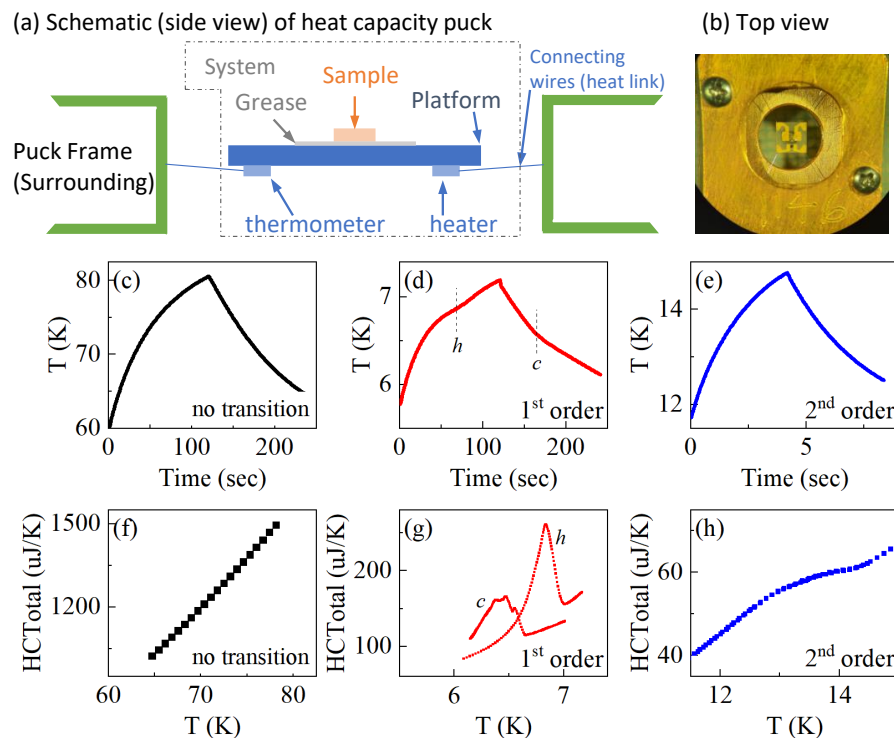 (a) Schematic (side view) of heat capacity puck
(b) Top view
System
Sample
Connecting
wires (heat link)
Grease
Platform
Puck Frame
(Surrounding)
thermometer
heater
(c)
80
70
60
T (K)
no transition
0 100 200
Time (sec)
(d)
7
6
T (K)
h
c
1st order
0 100 200
Time (sec)
(e)
14
12
T (K)
2nd order
0 5
Time (sec)
(f)
1500
1200
HCTotal (uJ/K)
no transition
60 70 80
T (K)
(g)
200
100
HCTotal (uJ/K)
h
c
1st order
6 7
T (K)
(h)
60
40
HCTotal (uJ/K)
2nd order
12 14
T (K)